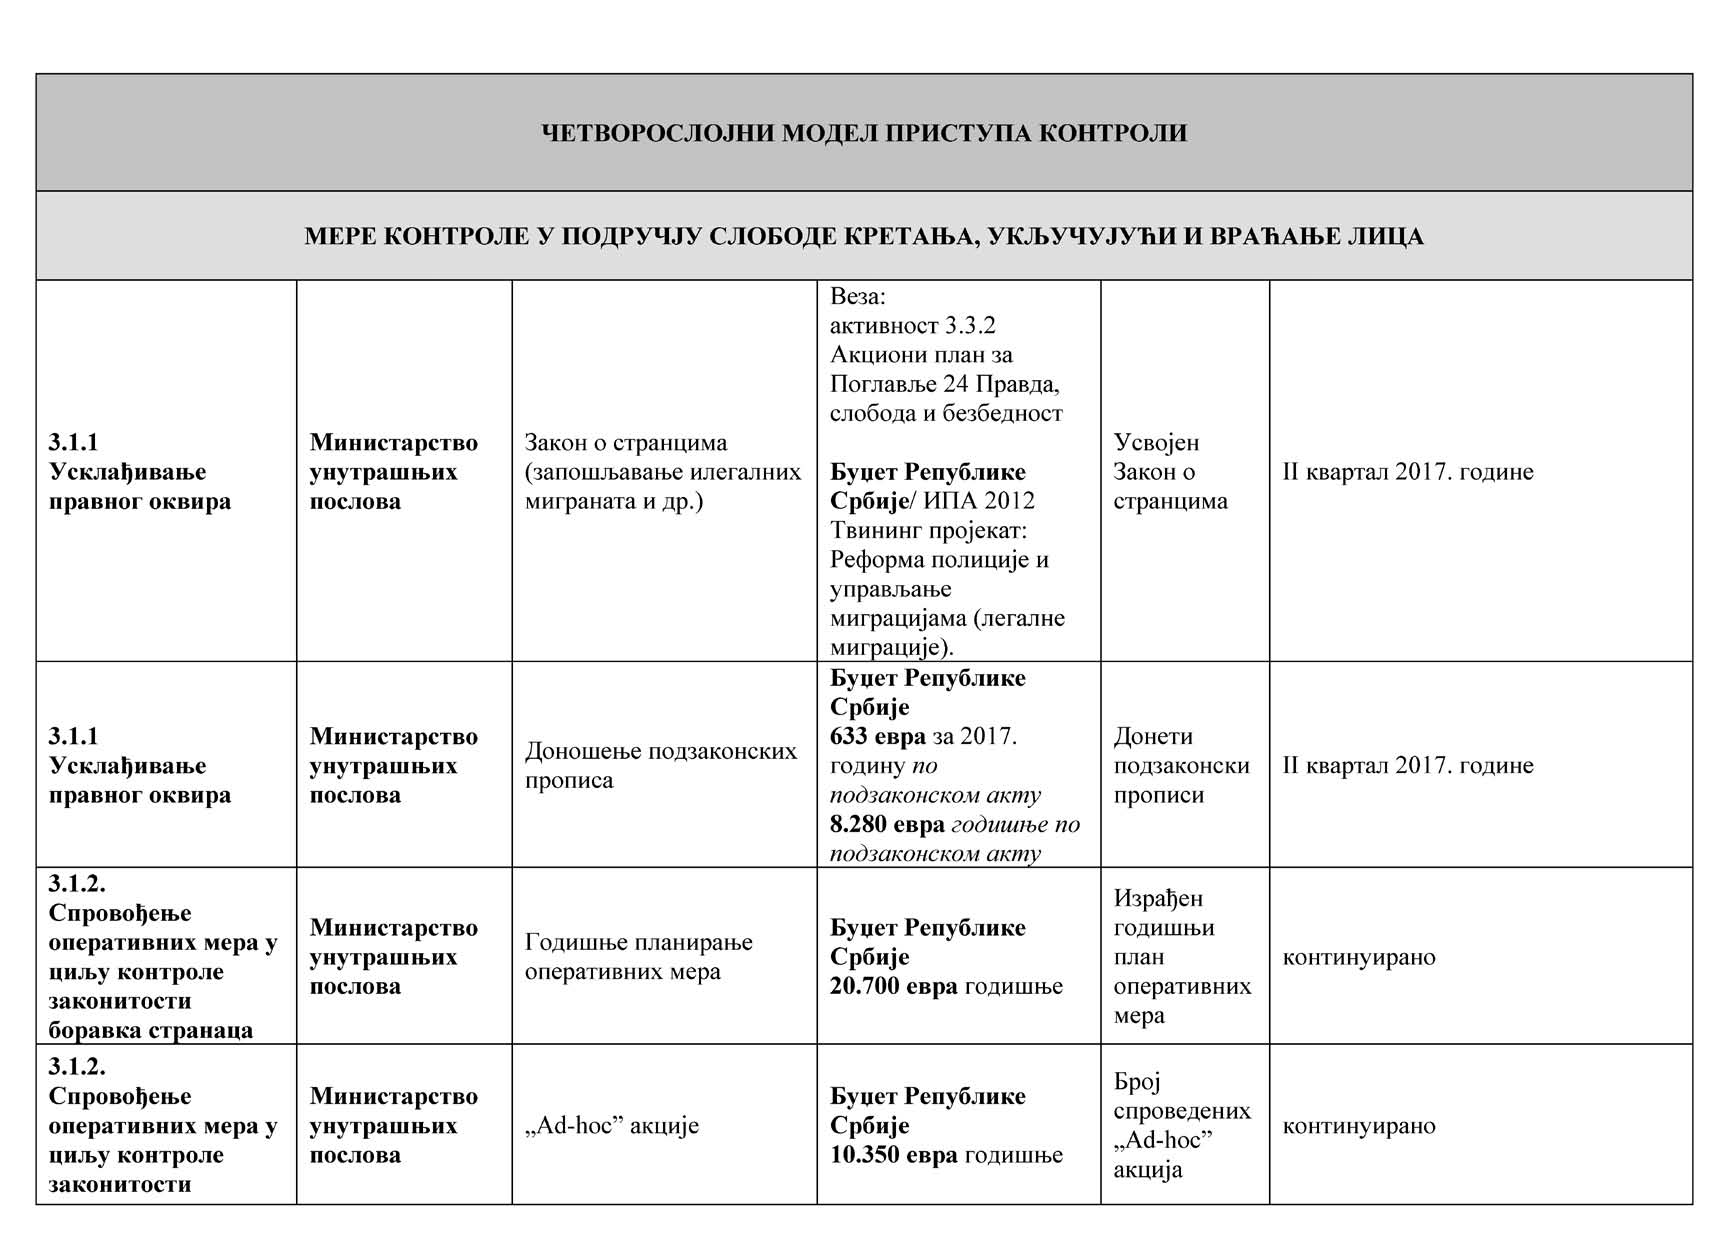 ЧЕТВОРОСЛОЈНИ МОДЕЛ ПРИСТУПА КОНТРОЛИ
МЕРЕ КОНТРОЛЕ У ПОДРУЧЈУ СЛОБОДЕ КРЕТАЊА, УКЉУЧУЈУЋИ И ВРАЋАЊЕ ЛИЦА
3.1.1
Усклађивање
правног оквира
Министарство
унутрашњих
послова
Закон о странцима
(запошљавање илегалних
миграната и др.)
Веза:
активност 3.3.2
Акциони план за
Поглавље 24 Правда,
слобода и безбедност
Буџет Републике
Србије/ ИПА 2012
Твининг пројекат:
Реформа полиције и
управљање
миграцијама (легалне
миграције).
Усвојен
Закон о
странцима
II квартал 2017. године
3.1.1
Усклађивање
правног оквира
Министарство
унутрашњих
послова
Доношење подзаконских
прописа
Буџет Републике
Србије
633 евра за 2017.
годину по
подзаконском акту
8.280 евра годишње по
подзаконском акту
Донети
подзаконски
прописи
II квартал 2017. године
3.1.2.
Спровођење
оперативних мера у
циљу контроле
законитости
боравка странаца
Министарство
унутрашњих
послова
Годишње планирање
оперативних мера
Буџет Републике
Србије
20.700 евра годишње
Израђен
годишњи
план
оперативних
мера
континуирано
3.1.2.
Спровођење
оперативних мера у
циљу контроле
законитости
Министарство
унутрашњих
послова
„Ad-hoc” акције
Буџет Републике
Србије
10.350 евра годишње
Број
спроведених
„Ad-hoc”
акција
континуирано